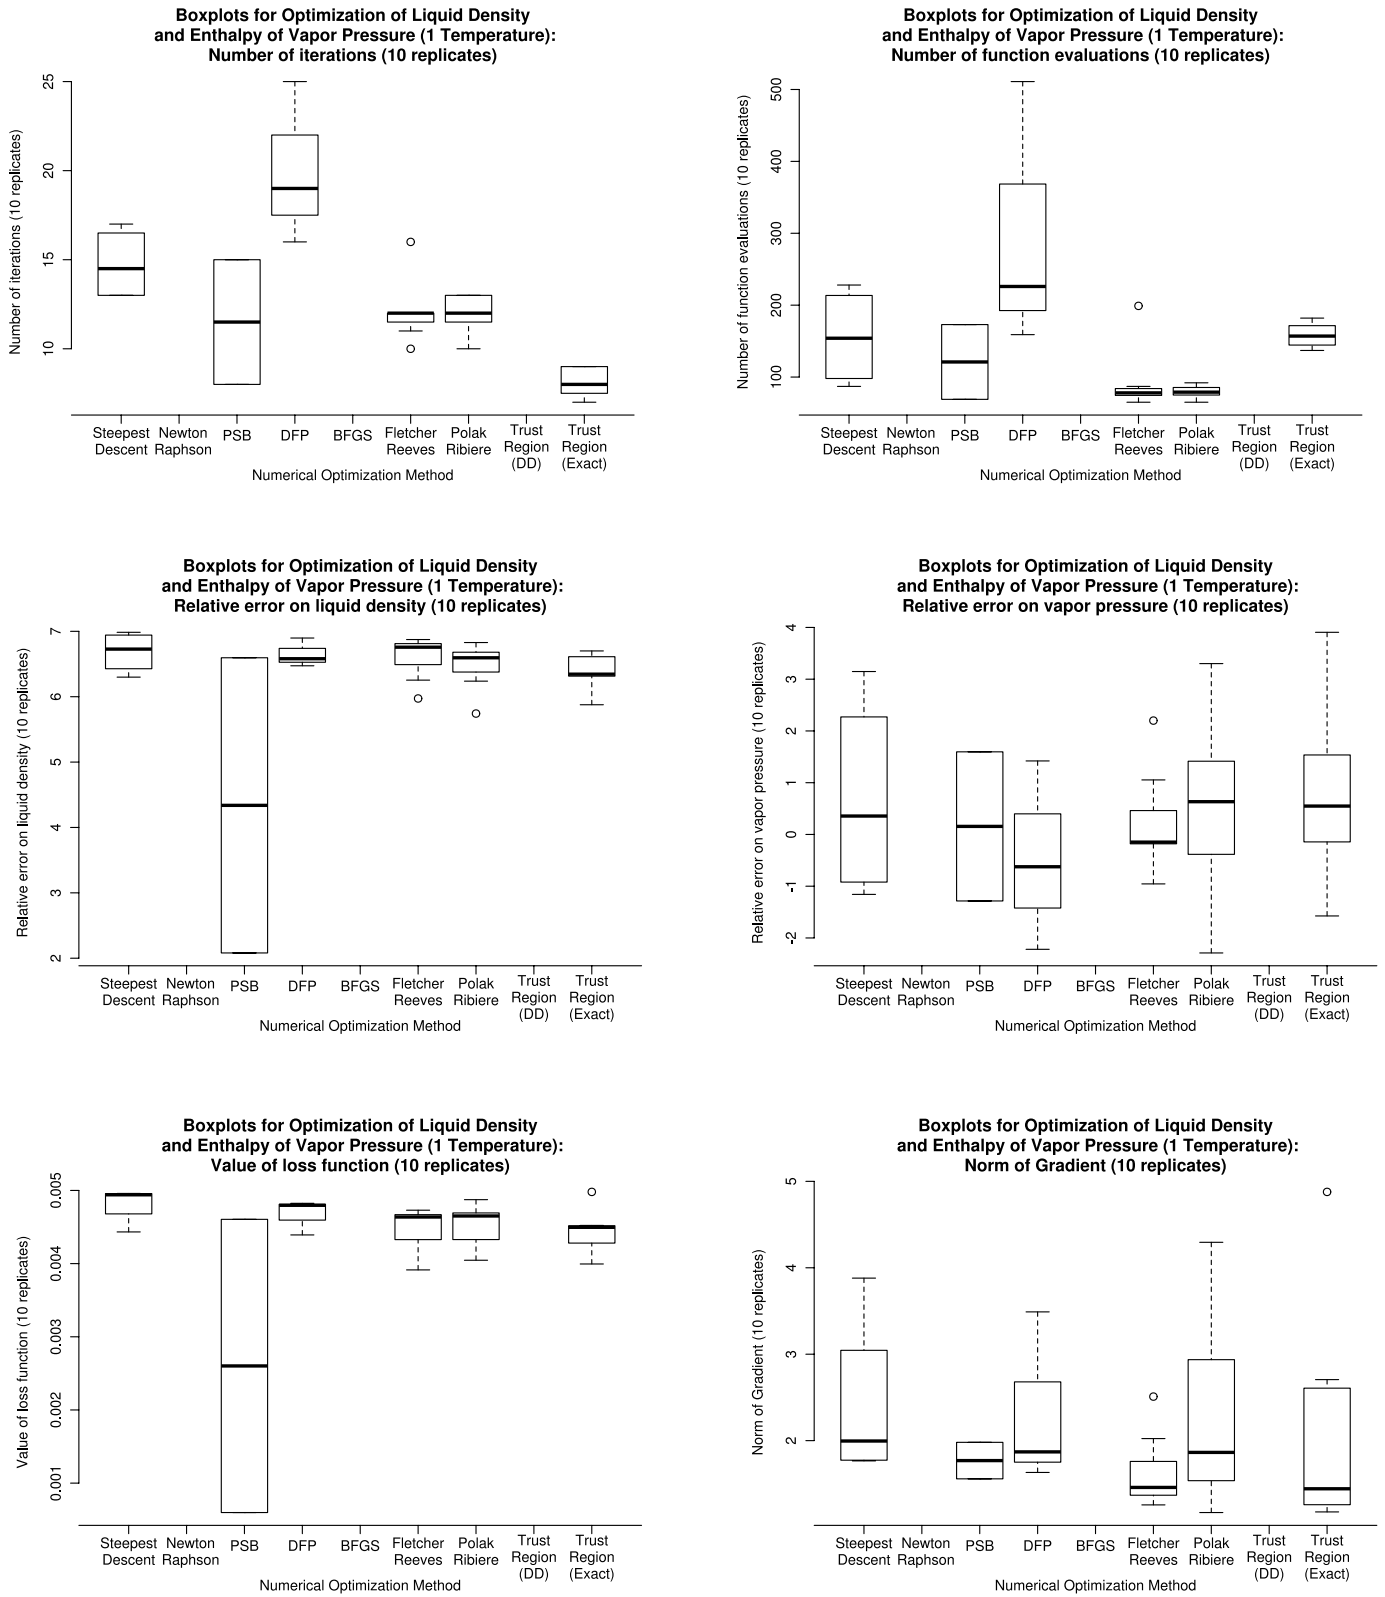 Boxplots for Optimization of Liquid Density
and Enthalpy of Vapor Pressure (1 Temperature):
Number of iterations (10 replicates)
Number of iterations (10 replicates)
25
20
15
10
Steepest Descent
Newton Raphson
PSB
DFP
BFGS
Fletcher Reeves
Polak Ribiere
Trust Region (DD)
Trust Region (Exact)
Numerical Optimization Method
Boxplots for Optimization of Liquid Density
and Enthalpy of Vapor Pressure (1 Temperature):
Number of function evaluations (10 replicates)
Number of function evaluations (10 replicates)
500
400
300
200
100
Steepest Descent
Newton Raphson
PSB
DFP
BFGS
Fletcher Reeves
Polak Ribiere
Trust Region (DD)
Trust Region (Exact)
Numerical Optimization Method
Boxplots for Optimization of Liquid Density
and Enthalpy of Vapor Pressure (1 Temperature):
Relative error on liquid density (10 replicates)
Relative error on liquid density (10 replicates)
7
6
5
4
3
2
Steepest Descent
Newton Raphson
PSB
DFP
BFGS
Fletcher Reeves
Polak Ribiere
Trust Region (DD)
Trust Region (Exact)
Numerical Optimization Method
Boxplots for Optimization of Liquid Density
and Enthalpy of Vapor Pressure (1 Temperature):
Relative error on vapor pressure (10 replicates)
Relative error on vapor pressure (10 replicates)
4
3
2
1
0
-1
-2
Steepest Descent
Newton Raphson
PSB
DFP
BFGS
Fletcher Reeves
Polak Ribiere
Trust Region (DD)
Trust Region (Exact)
Numerical Optimization Method
Boxplots for Optimization of Liquid Density
and Enthalpy of Vapor Pressure (1 Temperature):
Value of loss function (10 replicates)
Value of loss function (10 replicates)
0.005
0.004
0.003
0.002
0.001
Steepest Descent
Newton Raphson
PSB
DFP
BFGS
Fletcher Reeves
Polak Ribiere
Trust Region (DD)
Trust Region (Exact)
Numerical Optimization Method
Boxplots for Optimization of Liquid Density
and Enthalpy of Vapor Pressure (1 Temperature):
Norm of Gradient (10 replicates)
Norm of Gradient (10 replicates)
5
4
3
2
Steepest Descent
Newton Raphson
PSB
DFP
BFGS
Fletcher Reeves
Polak Ribiere
Trust Region (DD)
Trust Region (Exact)
Numerical Optimization Method